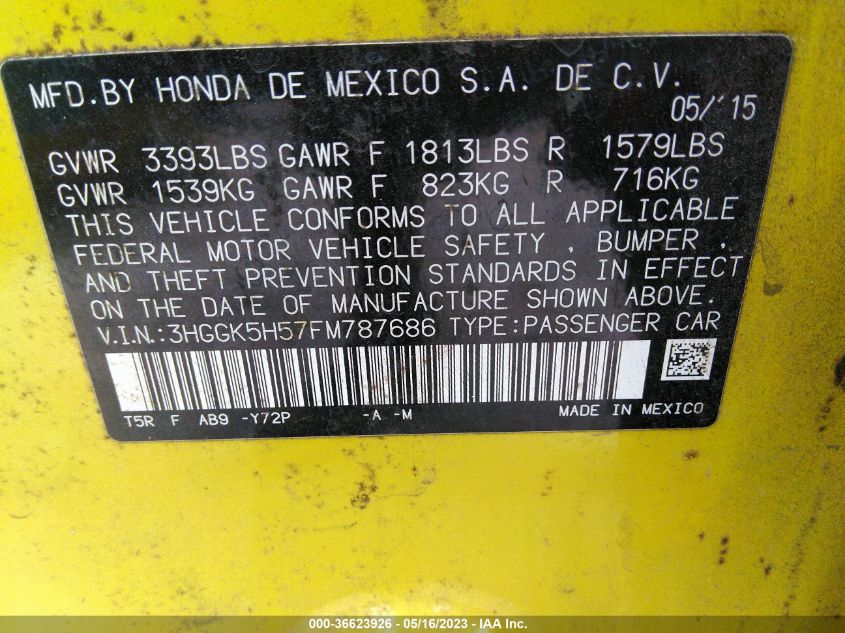 MFD.BY HONDA DE MEXICO S.A. DE C.V.
05/'15
GVWR 3393LBS GAWR F 1813LBS R 1579LBS
GVWR 1539KG GAWR F 823KG R 716KG
THIS VEHICLE CONFORMS TO ALL APPLICABLE
FEDERAL MOTOR VEHICLE SAFETY , BUMPER ,
AND THEFT PREVENTION STANDARDS IN EFFECT
ON THE DATE OF MANUFACTURE SHOWN ABOVE.
V.I.N.:3HGGK5H57FM787686 TYPE:PASSENGER CAR
T5R F AB9 -Y72P -A -M MADE IN MEXICO
000-36623926 - 05/16/2023 - IAA Inc.